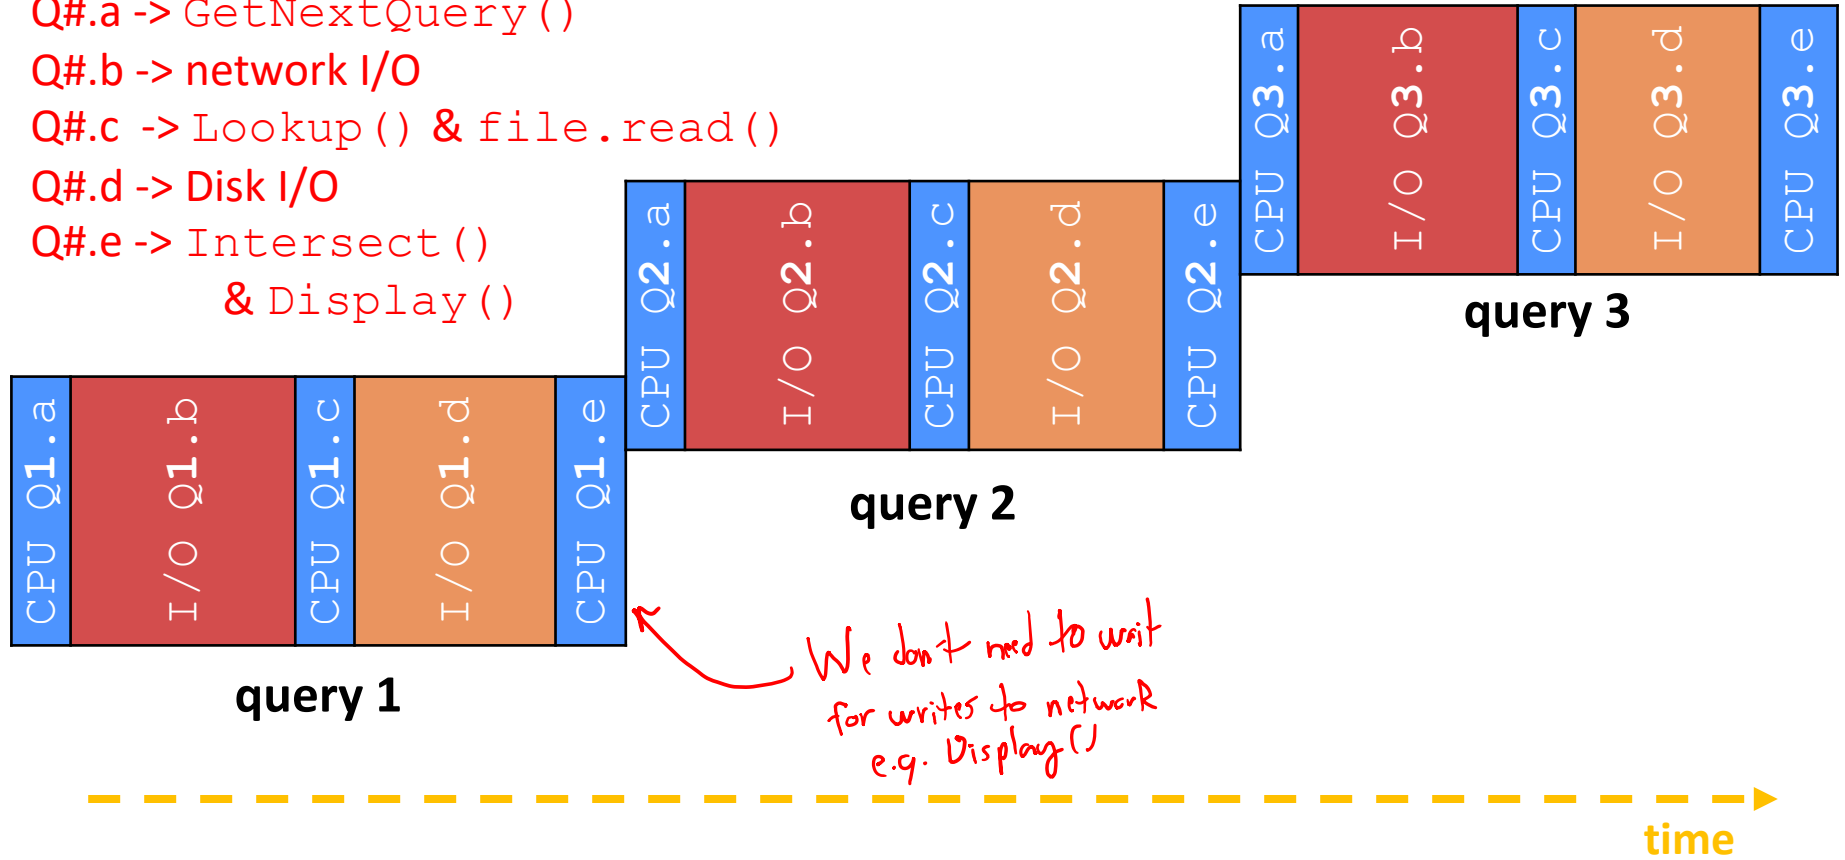 Q#.a -> GetNextQuery()
Q#.b -> network I/O
Q#.c -> Lookup() & file.read()
Q#.d -> Disk I/O
Q#.e -> Intersect()
& Display()
CPU Q1.a
I/O Q1.b
CPU Q1.c
I/O Q1.d
CPU Q1.e
query 1
CPU Q2.a
I/O Q2.b
CPU Q2.c
I/O Q2.d
CPU Q2.e
query 2
CPU Q3.a
I/O Q3.b
CPU Q3.c
I/O Q3.d
CPU Q3.e
query 3
We don't need to wait
for writes to network
e.g. Display()
time